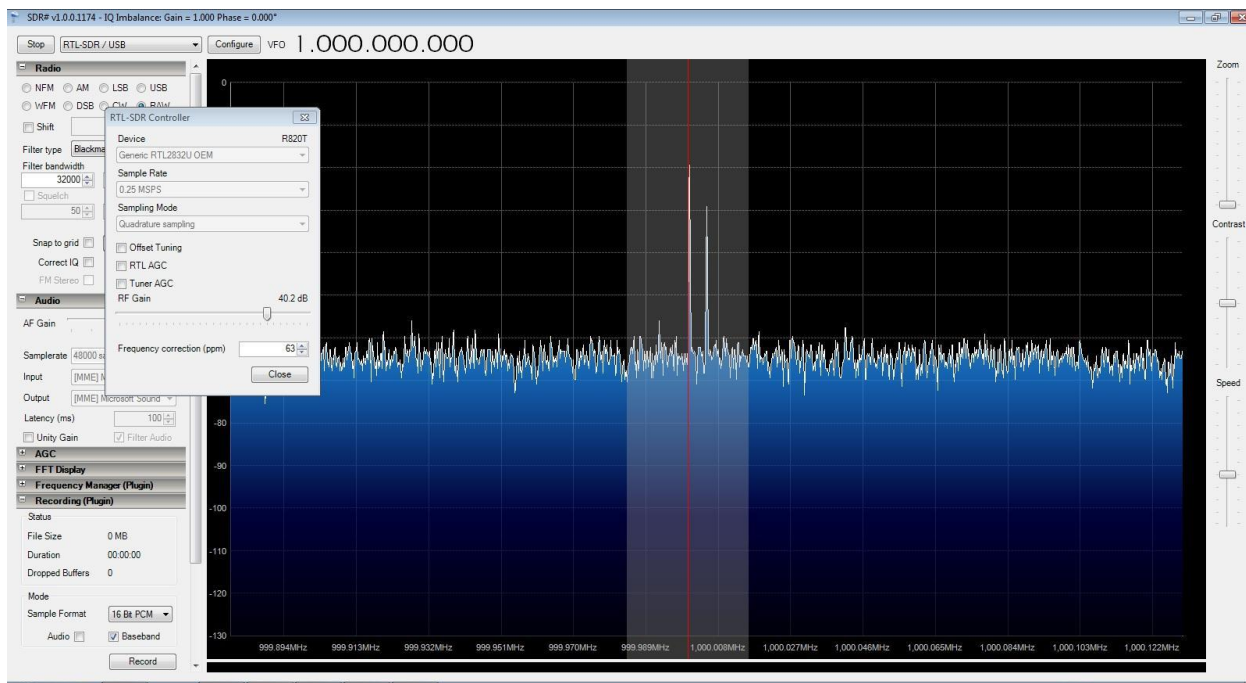 SDR# v1.0.0.1174 - IQ Imbalance: Gain = 1.000 Phase = 0.000°
Stop RTL-SDR / USB Configure VFO 1.000.000.000
Radio
NFM AM LSB USB
WFM DSB CW RAW
Shift
Filter type Blackma
Filter bandwidth
32000
Squelch
50
Snap to grid
Correct IQ
FM Stereo
Audio
AF Gain
Samplerate 48000 sa
Input [MME] M
Output [MME] Microsoft Sound
Latency (ms) 100
Unity Gain Filter Audio
AGC
FFT Display
Frequency Manager (Plugin)
Recording (Plugin)
Status
File Size 0 MB
Duration 00:00:00
Dropped Buffers 0
Mode
Sample Format 16 Bit PCM
Audio Baseband
Record
RTL-SDR Controller
Device R820T
Generic RTL2832U OEM
Sample Rate
0.25 MSPS
Sampling Mode
Quadrature sampling
Offset Tuning
RTL AGC
Tuner AGC
RF Gain 40.2 dB
Frequency correction (ppm) 63
Close
0
-80
-90
-100
-110
-120
-130
999.894MHz 999.913MHz 999.932MHz 999.951MHz 999.970MHz 999.989MHz 1,000.008MHz 1,000.027MHz 1,000.046MHz 1,000.065MHz 1,000.084MHz 1,000.103MHz 1,000.122MHz
Zoom
Contrast
Speed